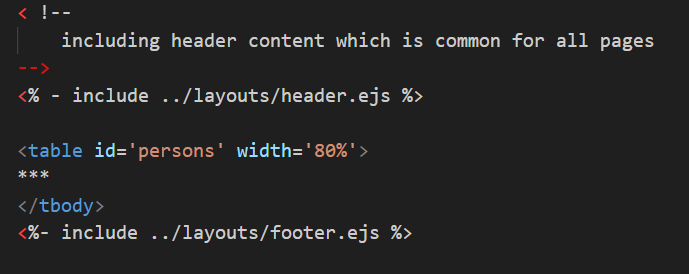 < !--
including header content which is common for all pages
-->
<% - include ../layouts/header.ejs %>
<table id='persons' width='80%'>
***
</tbody>
<%- include ../layouts/footer.ejs %>